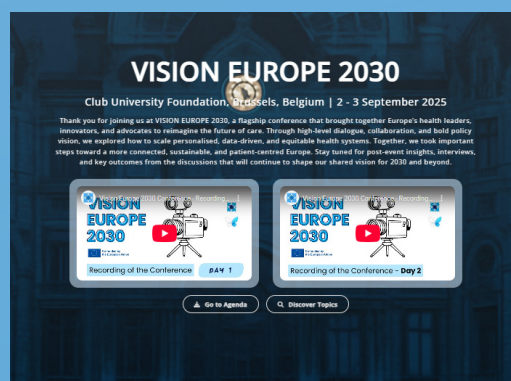 VISION EUROPE 2030
Club University Foundation, Brussels, Belgium | 2 - 3 September 2025
Thank you for joining us at VISION EUROPE 2030, a flagship conference that brought together Europe's health leaders,
innovators, and advocates to reimagine the future of care. Through high-level dialogue, collaboration, and bold policy
vision, we explored how to scale personalised, data-driven, and equitable health systems. Together, we took important
steps toward a more connected, sustainable, and patient-centred Europe. Stay tuned for post-event insights, interviews,
and key outcomes from the discussions that will continue to shape our shared vision for 2030 and beyond.
Vision Europe 2030 Conference- Recording...
VISION
EUROPE
2030
Recording of the Conference
DAY 1
Vision Europe 2030 Conference- Recording...
VISION
EUROPE
2030
Recording of the Conference - Day 2
Go to Agenda
Discover Topics